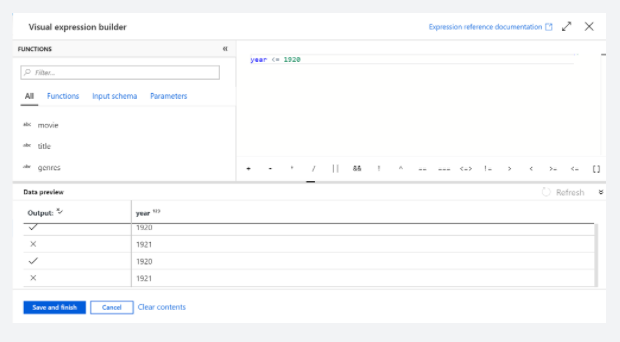 Visual expression builder
Expression reference documentation
FUNCTIONS
«
Filter...
All Functions Input schema Parameters
abc movie
abc title
abc genres
year <= 1920
+ - * / || && ! ^ == === <=> != > < >= <= []
Data preview
Refresh
Output: year
1920
1921
1920
1921
Save and finish Cancel Clear contents